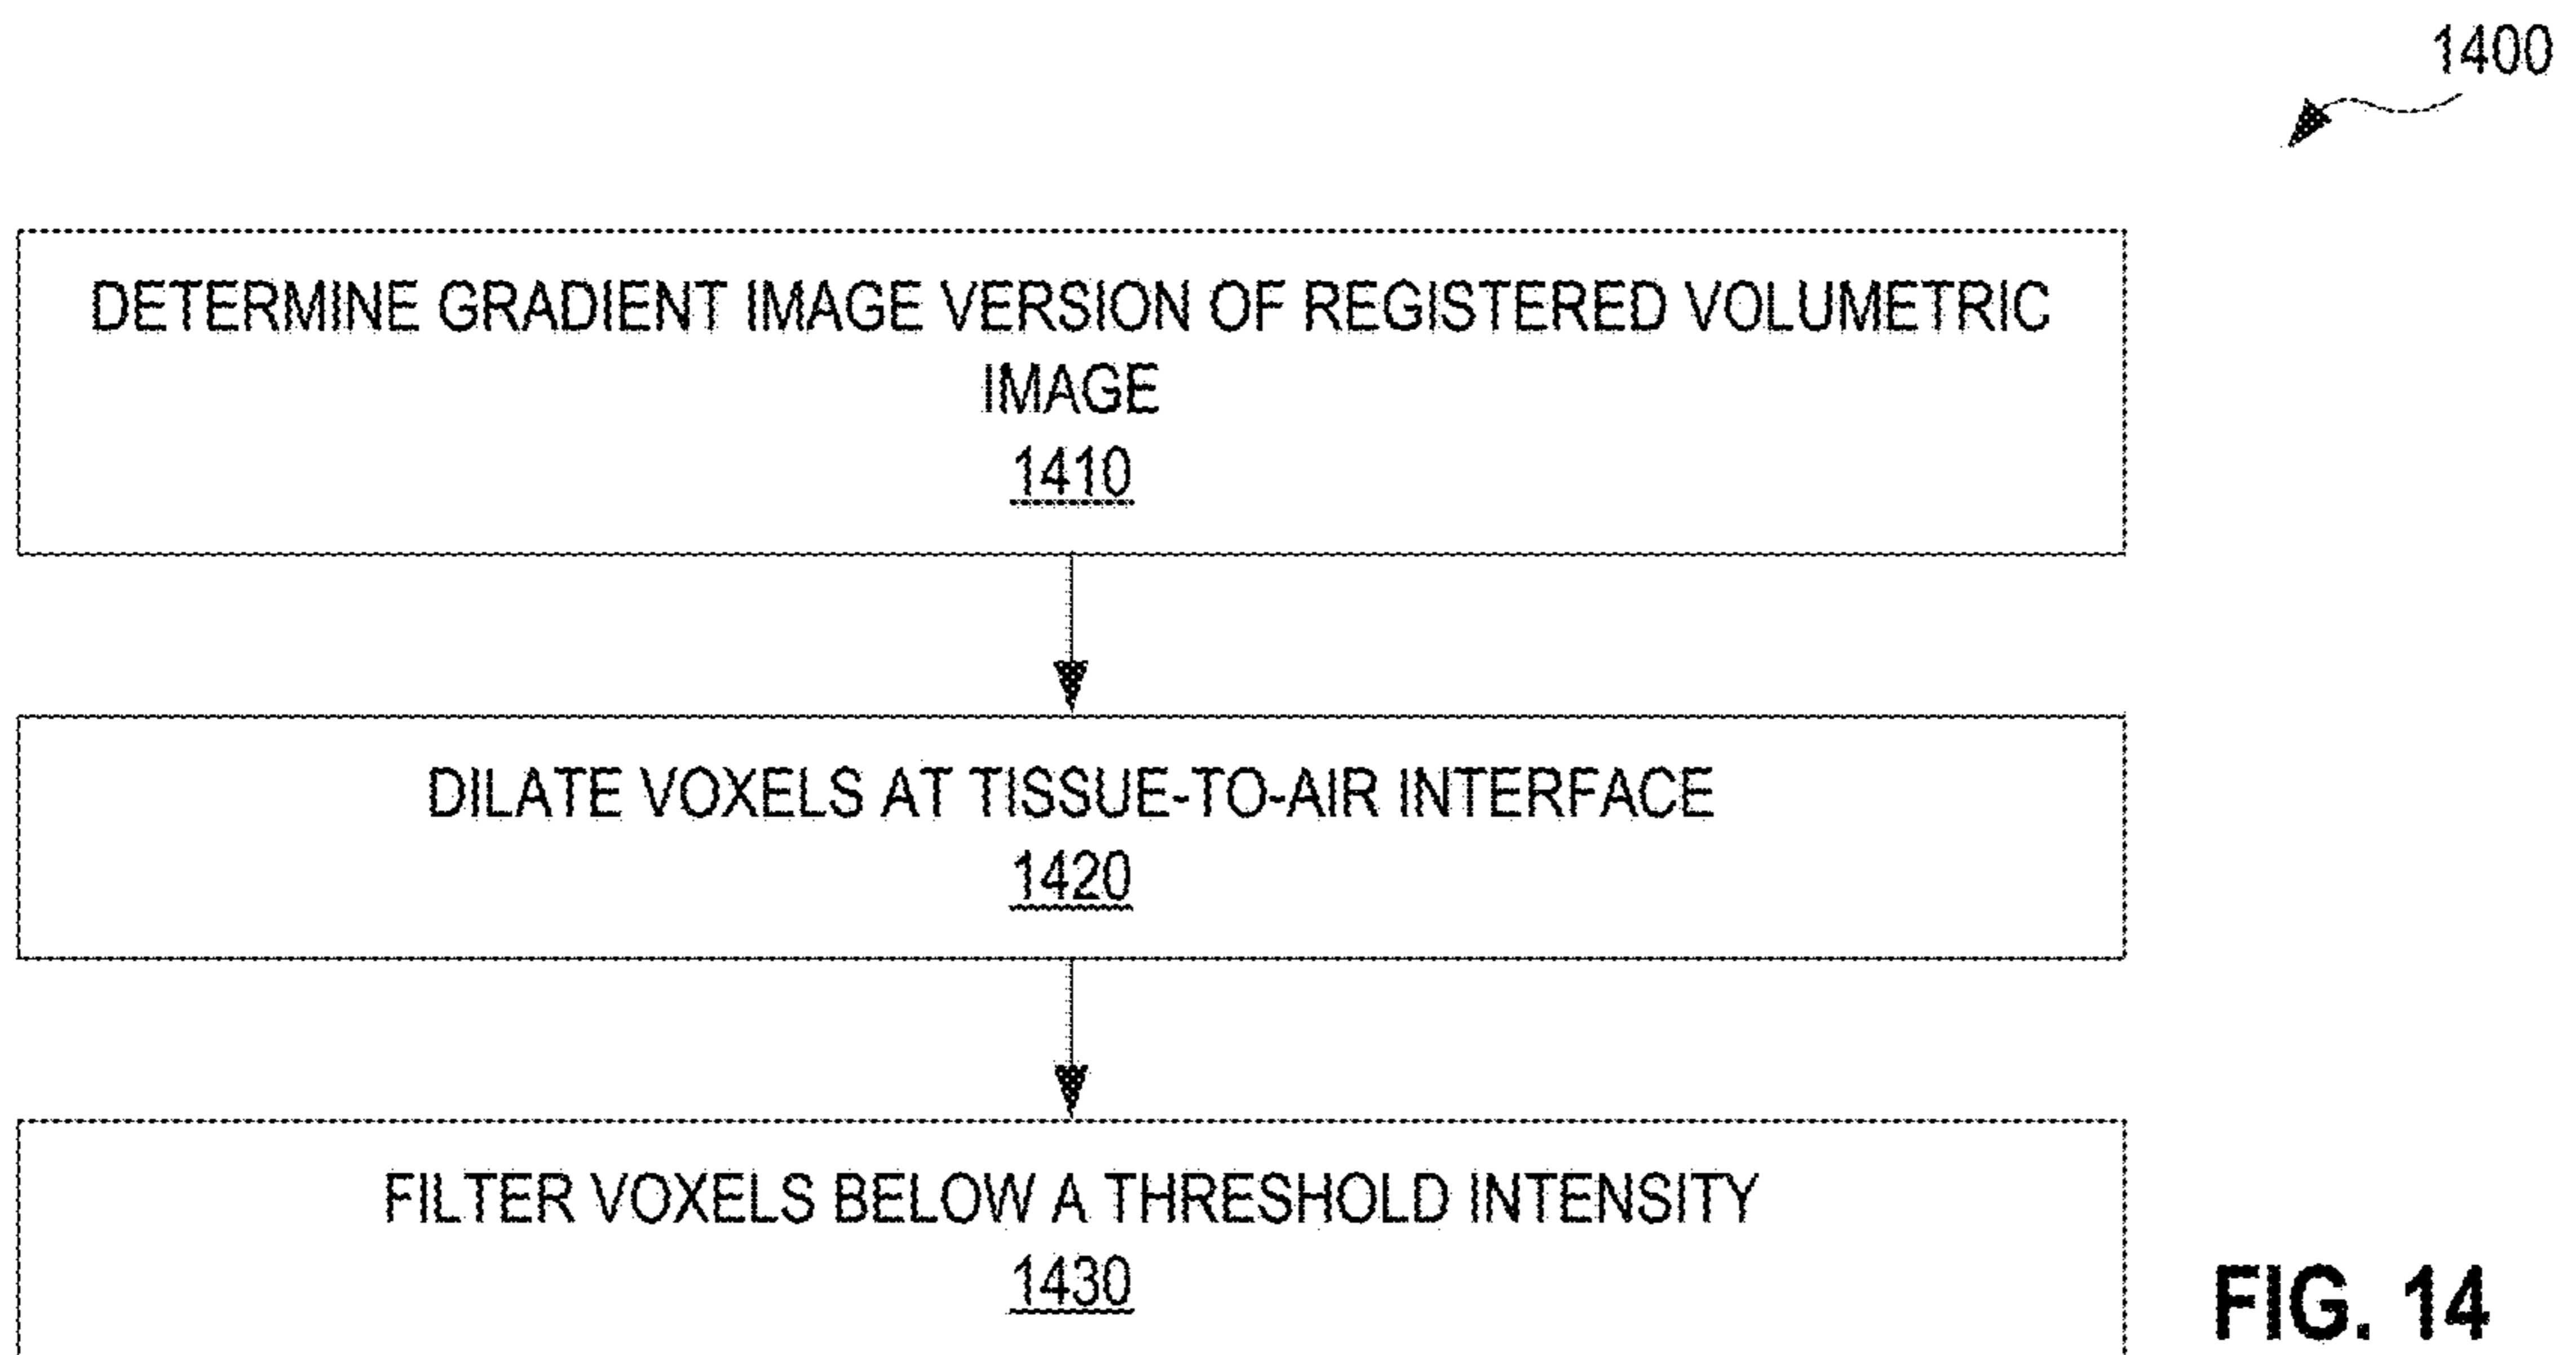 1400
DETERMINE GRADIENT IMAGE VERSION OF REGISTERED VOLUMETRIC
IMAGE
1410
DILATE VOXELS AT TISSUE-TO-AIR INTERFACE
1420
FILTER VOXELS BELOW A THRESHOLD INTENSITY
1430
FIG. 14